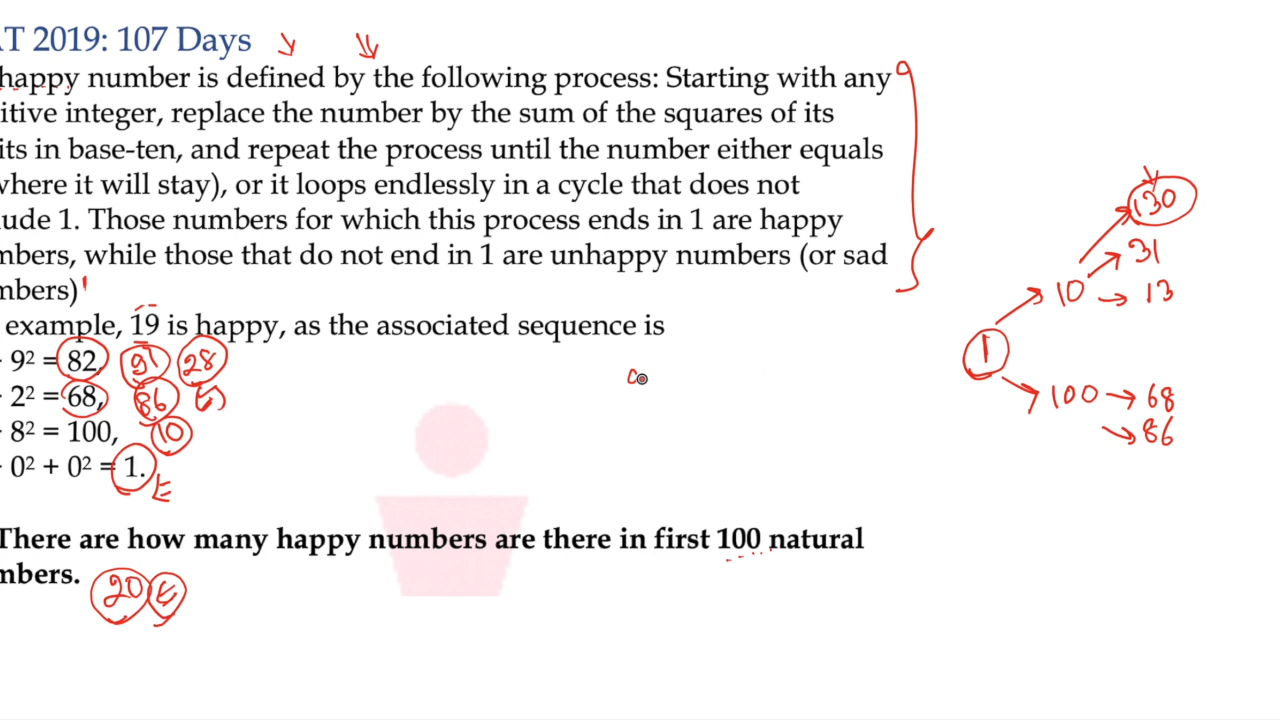 AT 2019: 107 Days
happy number is defined by the following process: Starting with any
itive integer, replace the number by the sum of the squares of its
its in base-ten, and repeat the process until the number either equals
where it will stay), or it loops endlessly in a cycle that does not
lude 1. Those numbers for which this process ends in 1 are happy
mbers, while those that do not end in 1 are unhappy numbers (or sad
mbers)
example, 19 is happy, as the associated sequence is
9² = 82, 91 28
2² = 68, 86
8² = 100, 10
0² + 0² = 1.
There are how many happy numbers are there in first 100 natural
mbers. 20
130
31
10 → 13
1
100 → 68
86